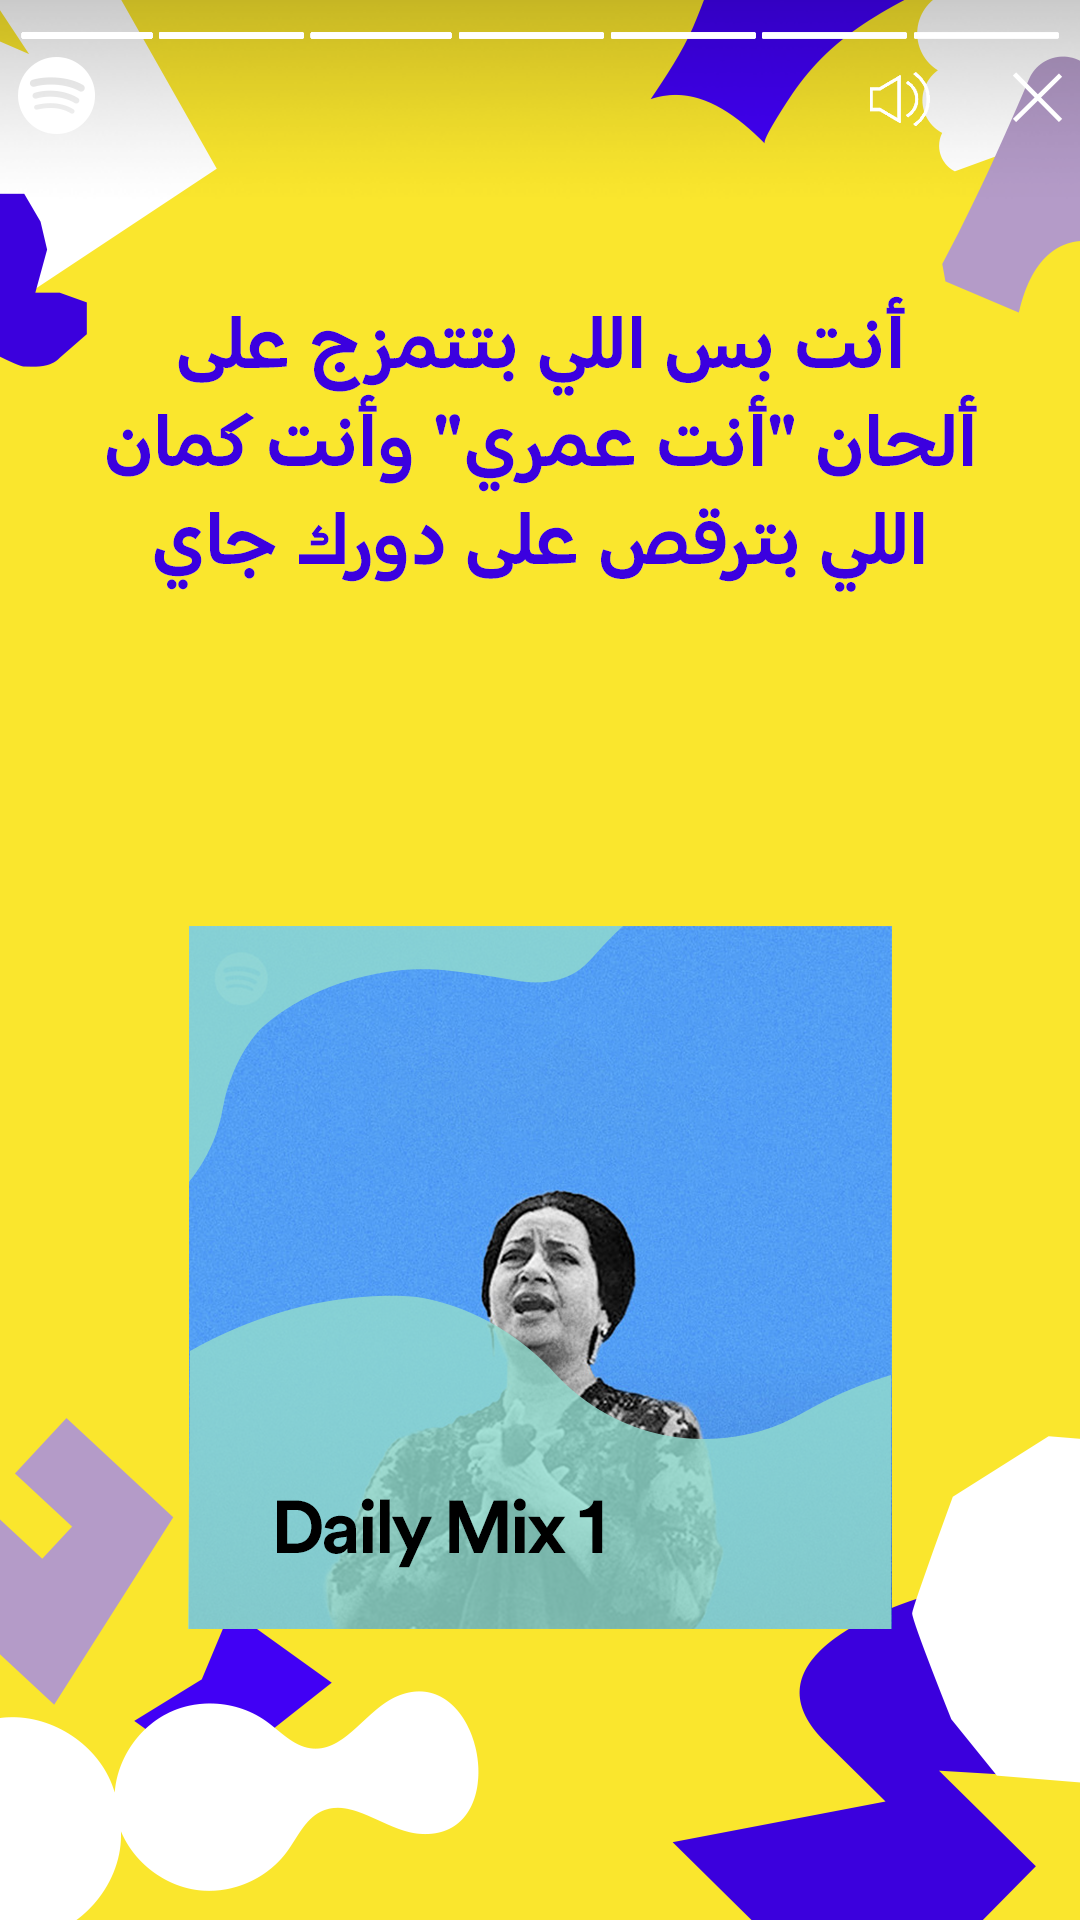 أنت بس اللي بتتمزج على
ألحان "أنت عمري" وأنت كمان
اللي بترقص على دورك جاي
Daily Mix 1